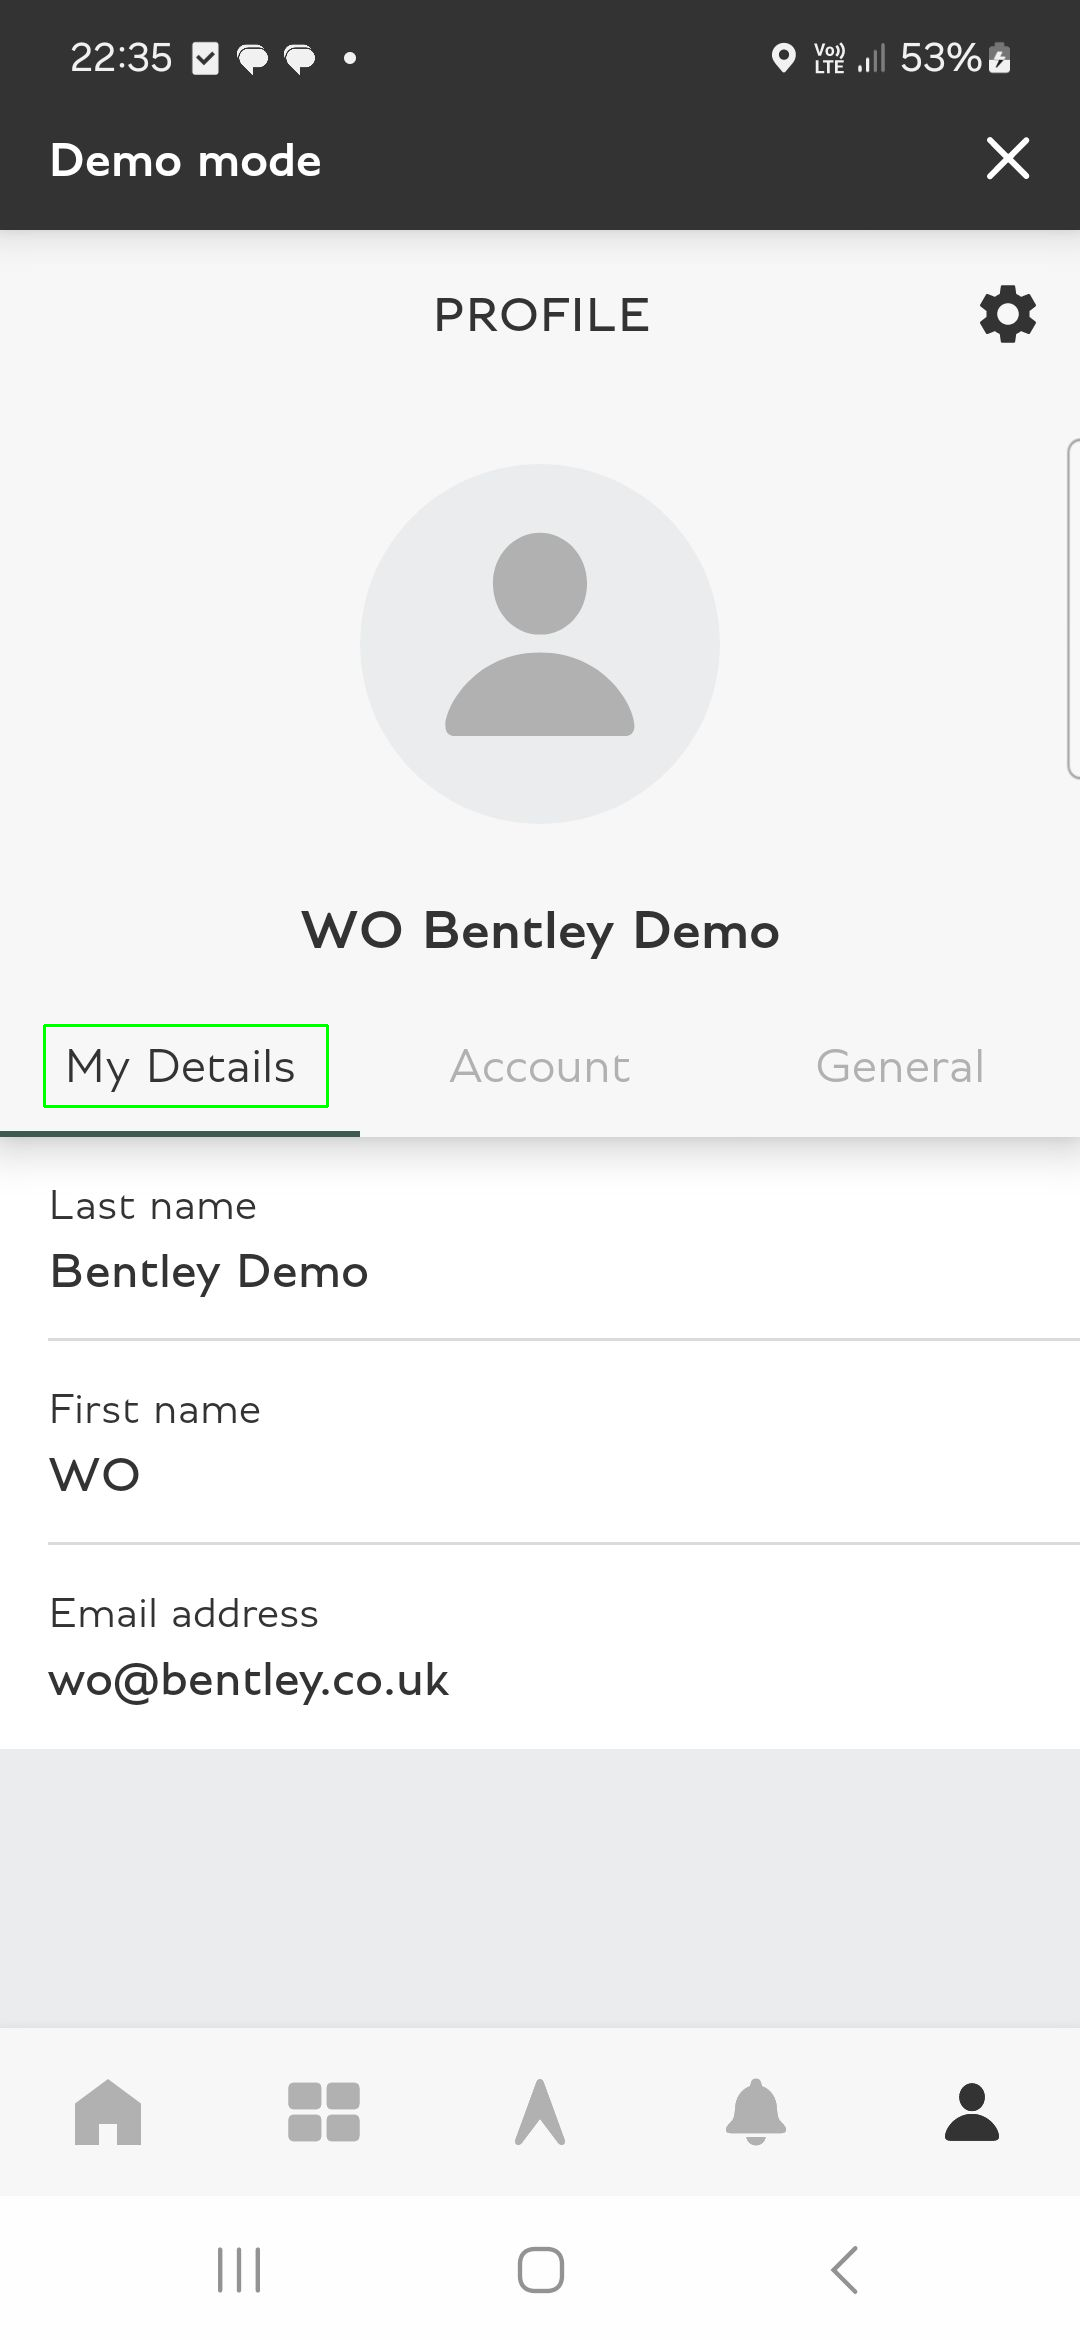 22:35
Vo)) LTE 53%
Demo mode
PROFILE
WO Bentley Demo
My Details Account General
Last name
Bentley Demo
First name
WO
Email address
wo@bentley.co.uk